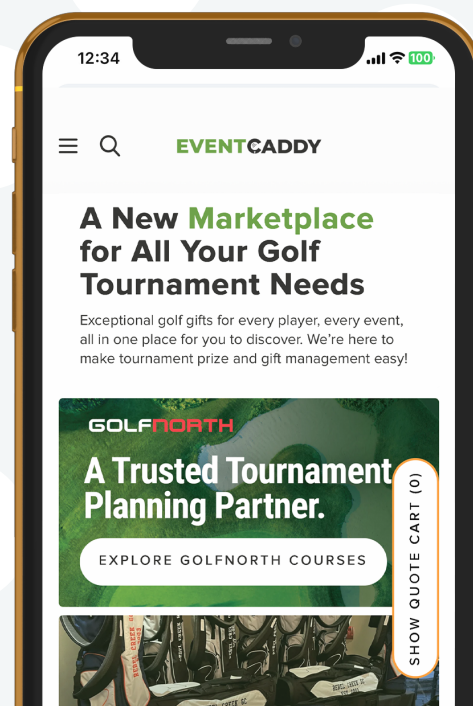 12:34
100
EVENTCADDY
A New Marketplace
for All Your Golf
Tournament Needs
Exceptional golf gifts for every player, every event,
all in one place for you to discover. We’re here to
make tournament prize and gift management easy!
GOLFNORTH
A Trusted Tournament
Planning Partner.
EXPLORE GOLFNORTH COURSES
SHOW QUOTE CART (0)